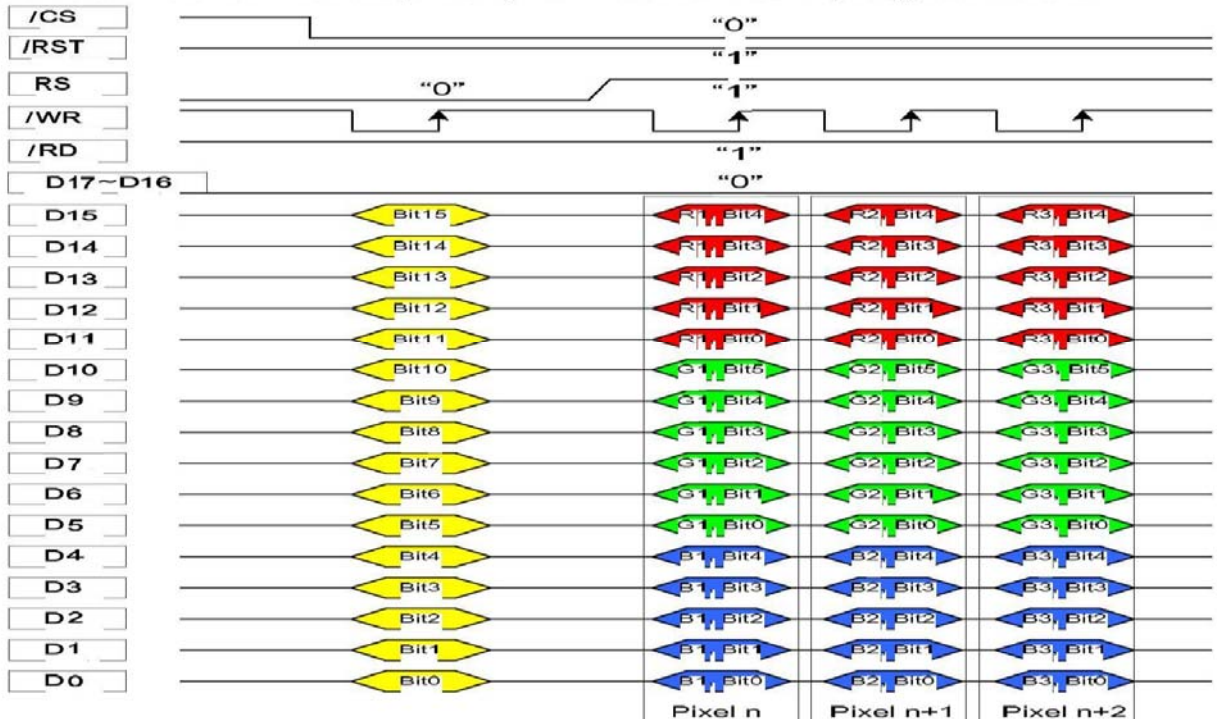 /CS “0”
/RST “1”
RS “0” “1”
/WR
/RD “1”
D17~D16 “0”
D15 Bit15 R1, Bit4 R2, Bit4 R3, Bit4
D14 Bit14 R1, Bit3 R2, Bit3 R3, Bit3
D13 Bit13 R1, Bit2 R2, Bit2 R3, Bit2
D12 Bit12 R1, Bit1 R2, Bit1 R3, Bit1
D11 Bit11 R1, Bit0 R2, Bit0 R3, Bit0
D10 Bit10 G1, Bit5 G2, Bit5 G3, Bit5
D9 Bit9 G1, Bit4 G2, Bit4 G3, Bit4
D8 Bit8 G1, Bit3 G2, Bit3 G3, Bit3
D7 Bit7 G1, Bit2 G2, Bit2 G3, Bit2
D6 Bit6 G1, Bit1 G2, Bit1 G3, Bit1
D5 Bit5 G1, Bit0 G2, Bit0 G3, Bit0
D4 Bit4 B1, Bit4 B2, Bit4 B3, Bit4
D3 Bit3 B1, Bit3 B2, Bit3 B3, Bit3
D2 Bit2 B1, Bit2 B2, Bit2 B3, Bit2
D1 Bit1 B1, Bit1 B2, Bit1 B3, Bit1
D0 Bit0 B1, Bit0 B2, Bit0 B3, Bit0
Pixel n Pixel n+1 Pixel n+2